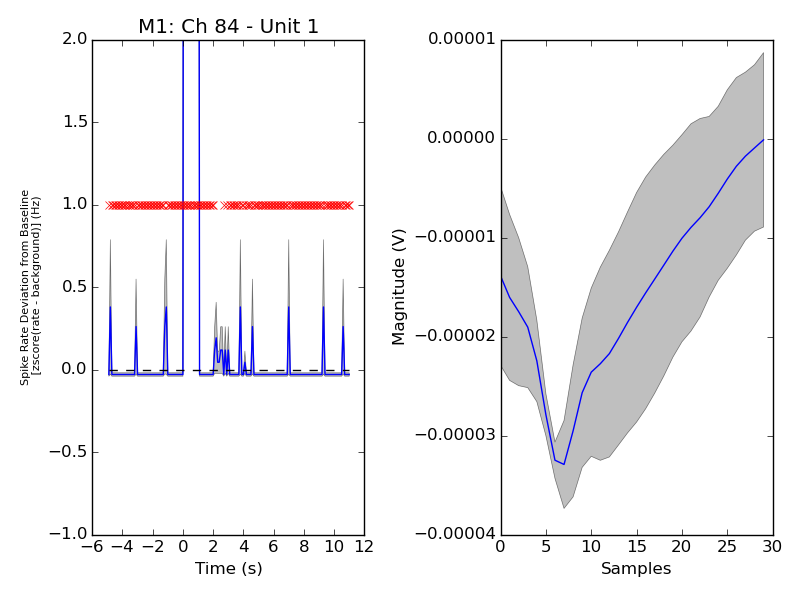 M1: Ch 84 - Unit 1
2.0
1.5
1.0
0.5
0.0
−0.5
−1.0
−6 −4 −2 0 2 4 6 8 10 12
Time (s)
Spike Rate Deviation from Baseline
[zscore(rate - background)] (Hz)
0.00001
0.00000
−0.00001
−0.00002
−0.00003
−0.00004
0 5 10 15 20 25 30
Samples
Magnitude (V)